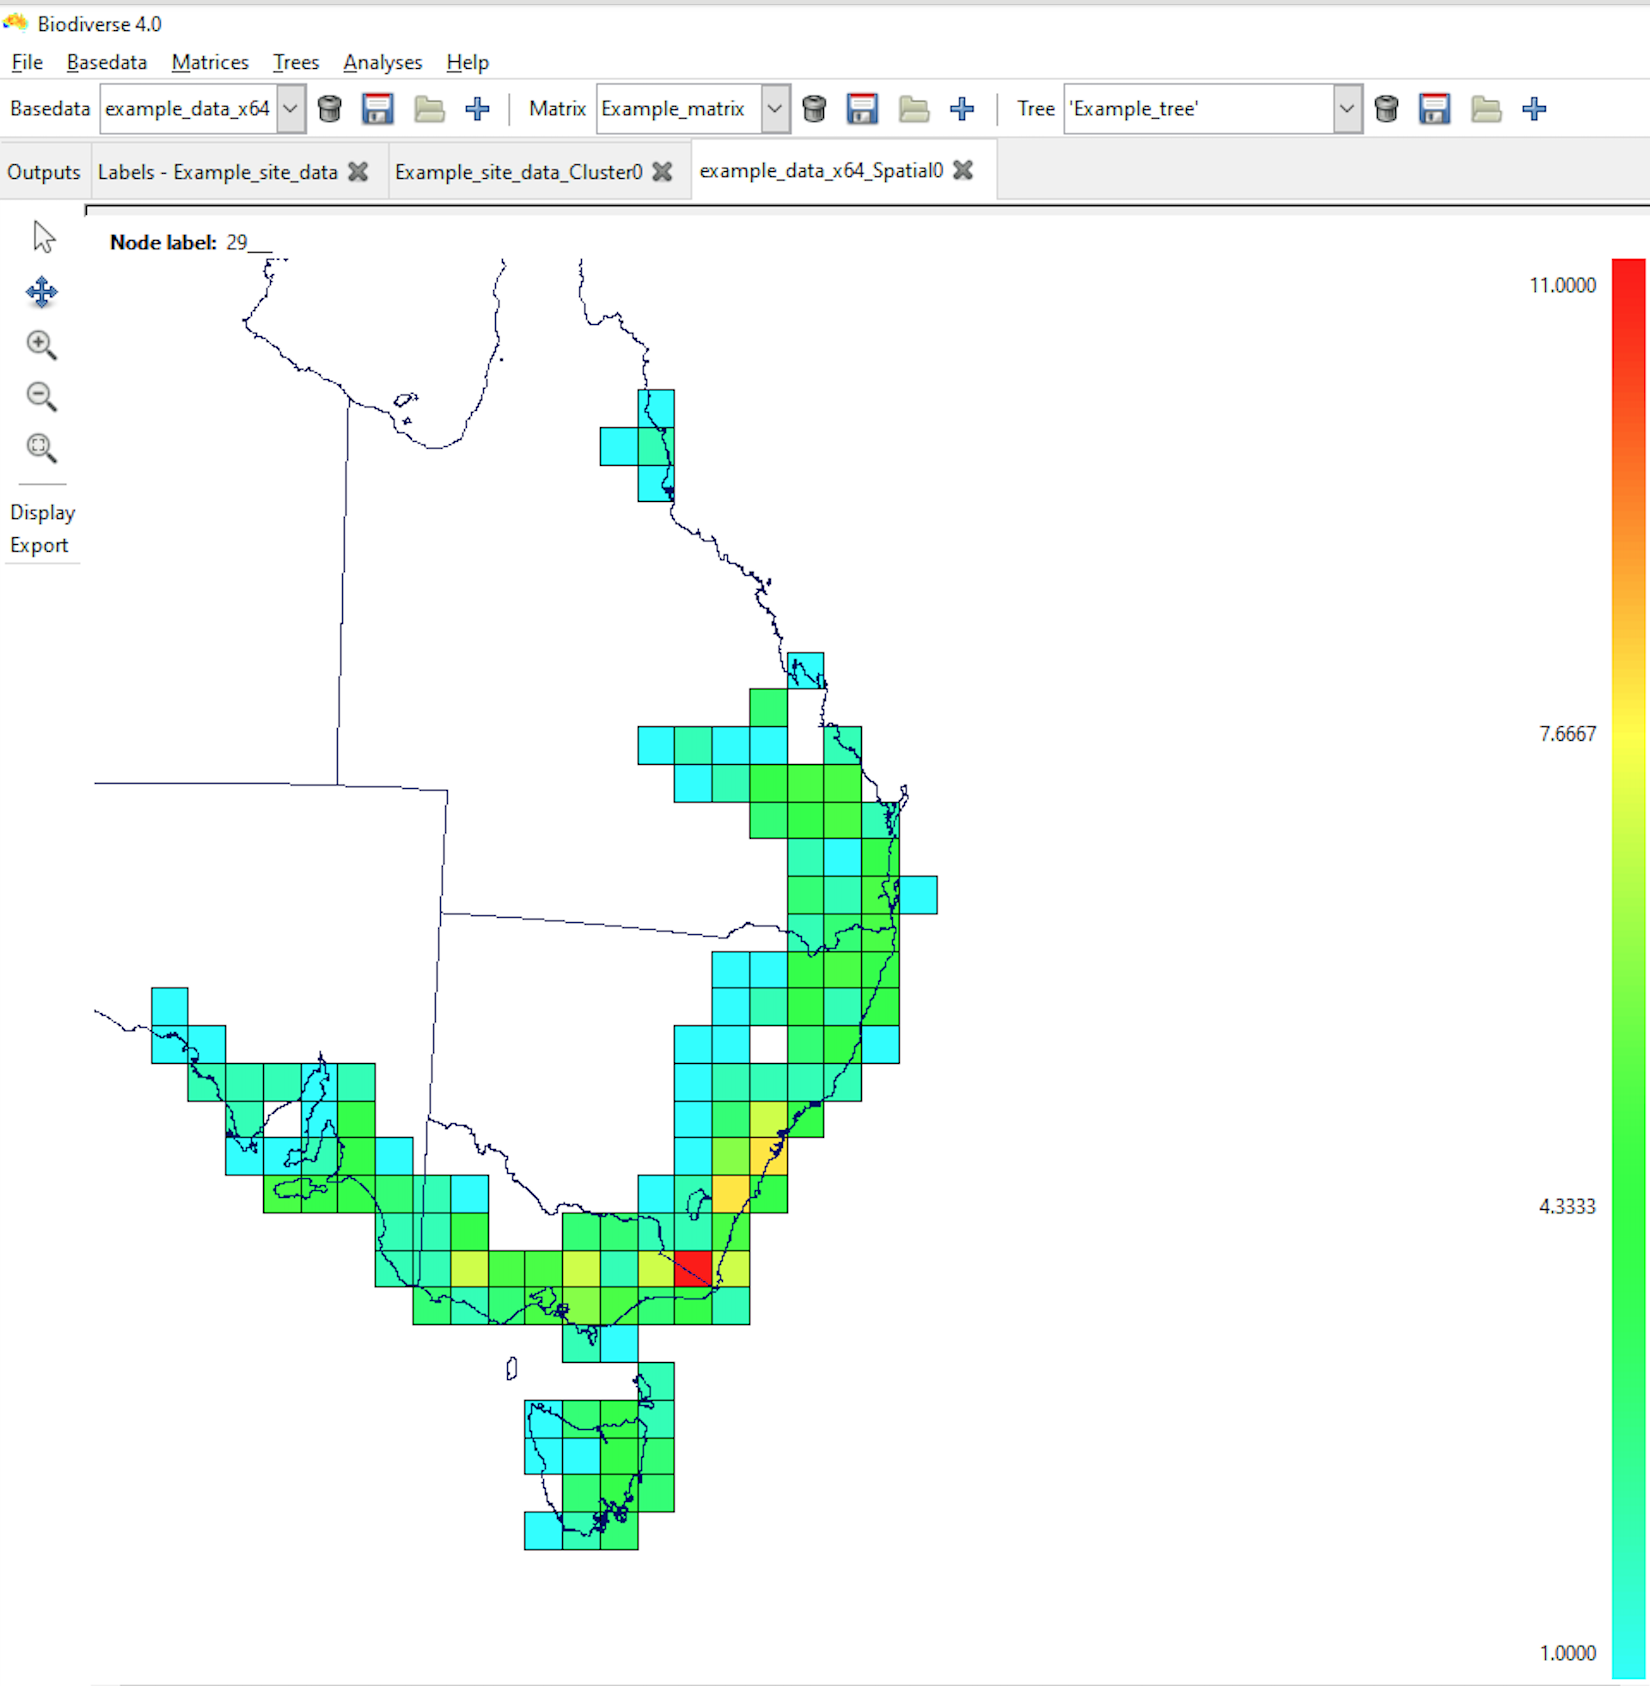 Biodiverse 4.0
File Basedata Matrices Trees Analyses Help
Basedata example_data_x64 Matrix Example_matrix Tree 'Example_tree'
Outputs Labels - Example_site_data Example_site_data_Cluster0 example_data_x64_Spatial0
Node label: 29___
11.0000
Display
Export
7.6667
4.3333
1.0000